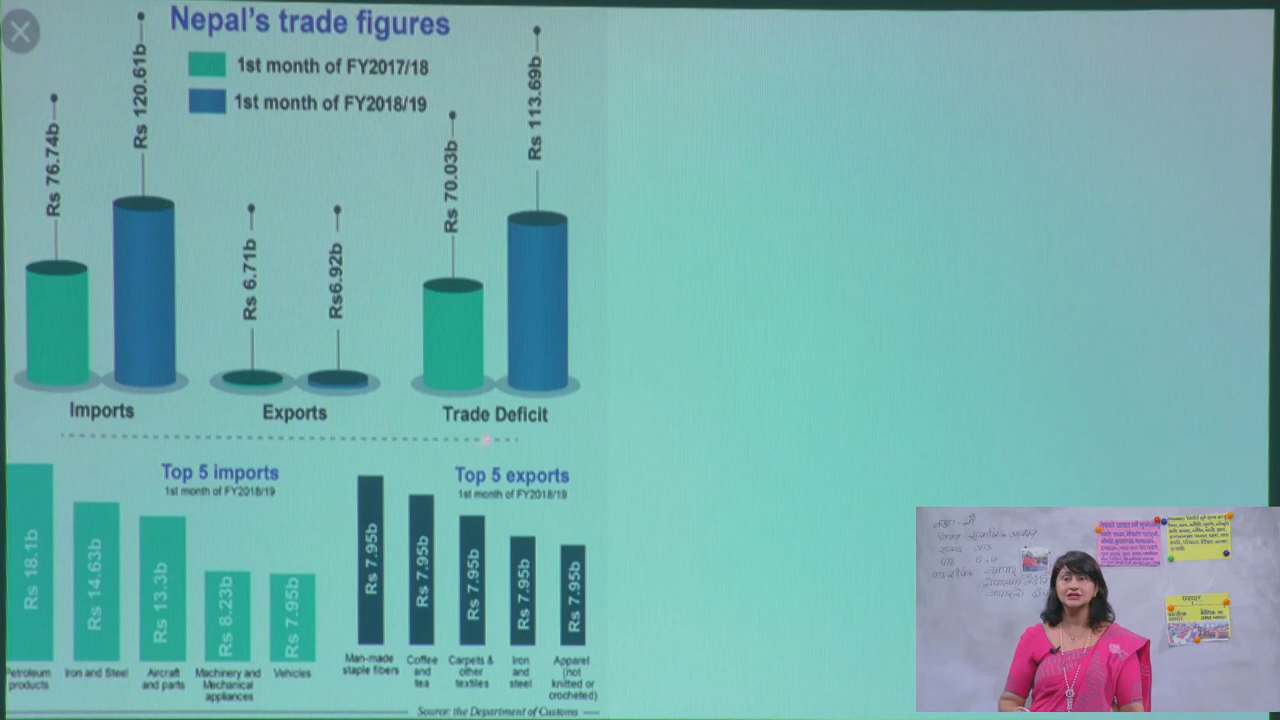 Nepal's trade figures
1st month of FY2017/18
1st month of FY2018/19
Rs 76.74b
Rs 120.61b
Rs 6.71b
Rs6.92b
Rs 70.03b
Rs 113.69b
Imports
Exports
Trade Deficit
Top 5 imports
1st month of FY2018/19
Rs 18.1b
Rs 14.63b
Rs 13.3b
Rs 8.23b
Rs 7.95b
Petroleum
products
Iron and Steel
Aircraft
and parts
Machinery and
Mechanical
appliances
Vehicles
Top 5 exports
1st month of FY2018/19
Rs 7.95b
Rs 7.95b
Rs 7.95b
Rs 7.95b
Rs 7.95b
Man-made
staple fibers
Coffee
and
tea
Carpets &
other
textiles
Iron
and
steel
Apparel
(not
knitted or
crocheted)
Source: the Department of Customs